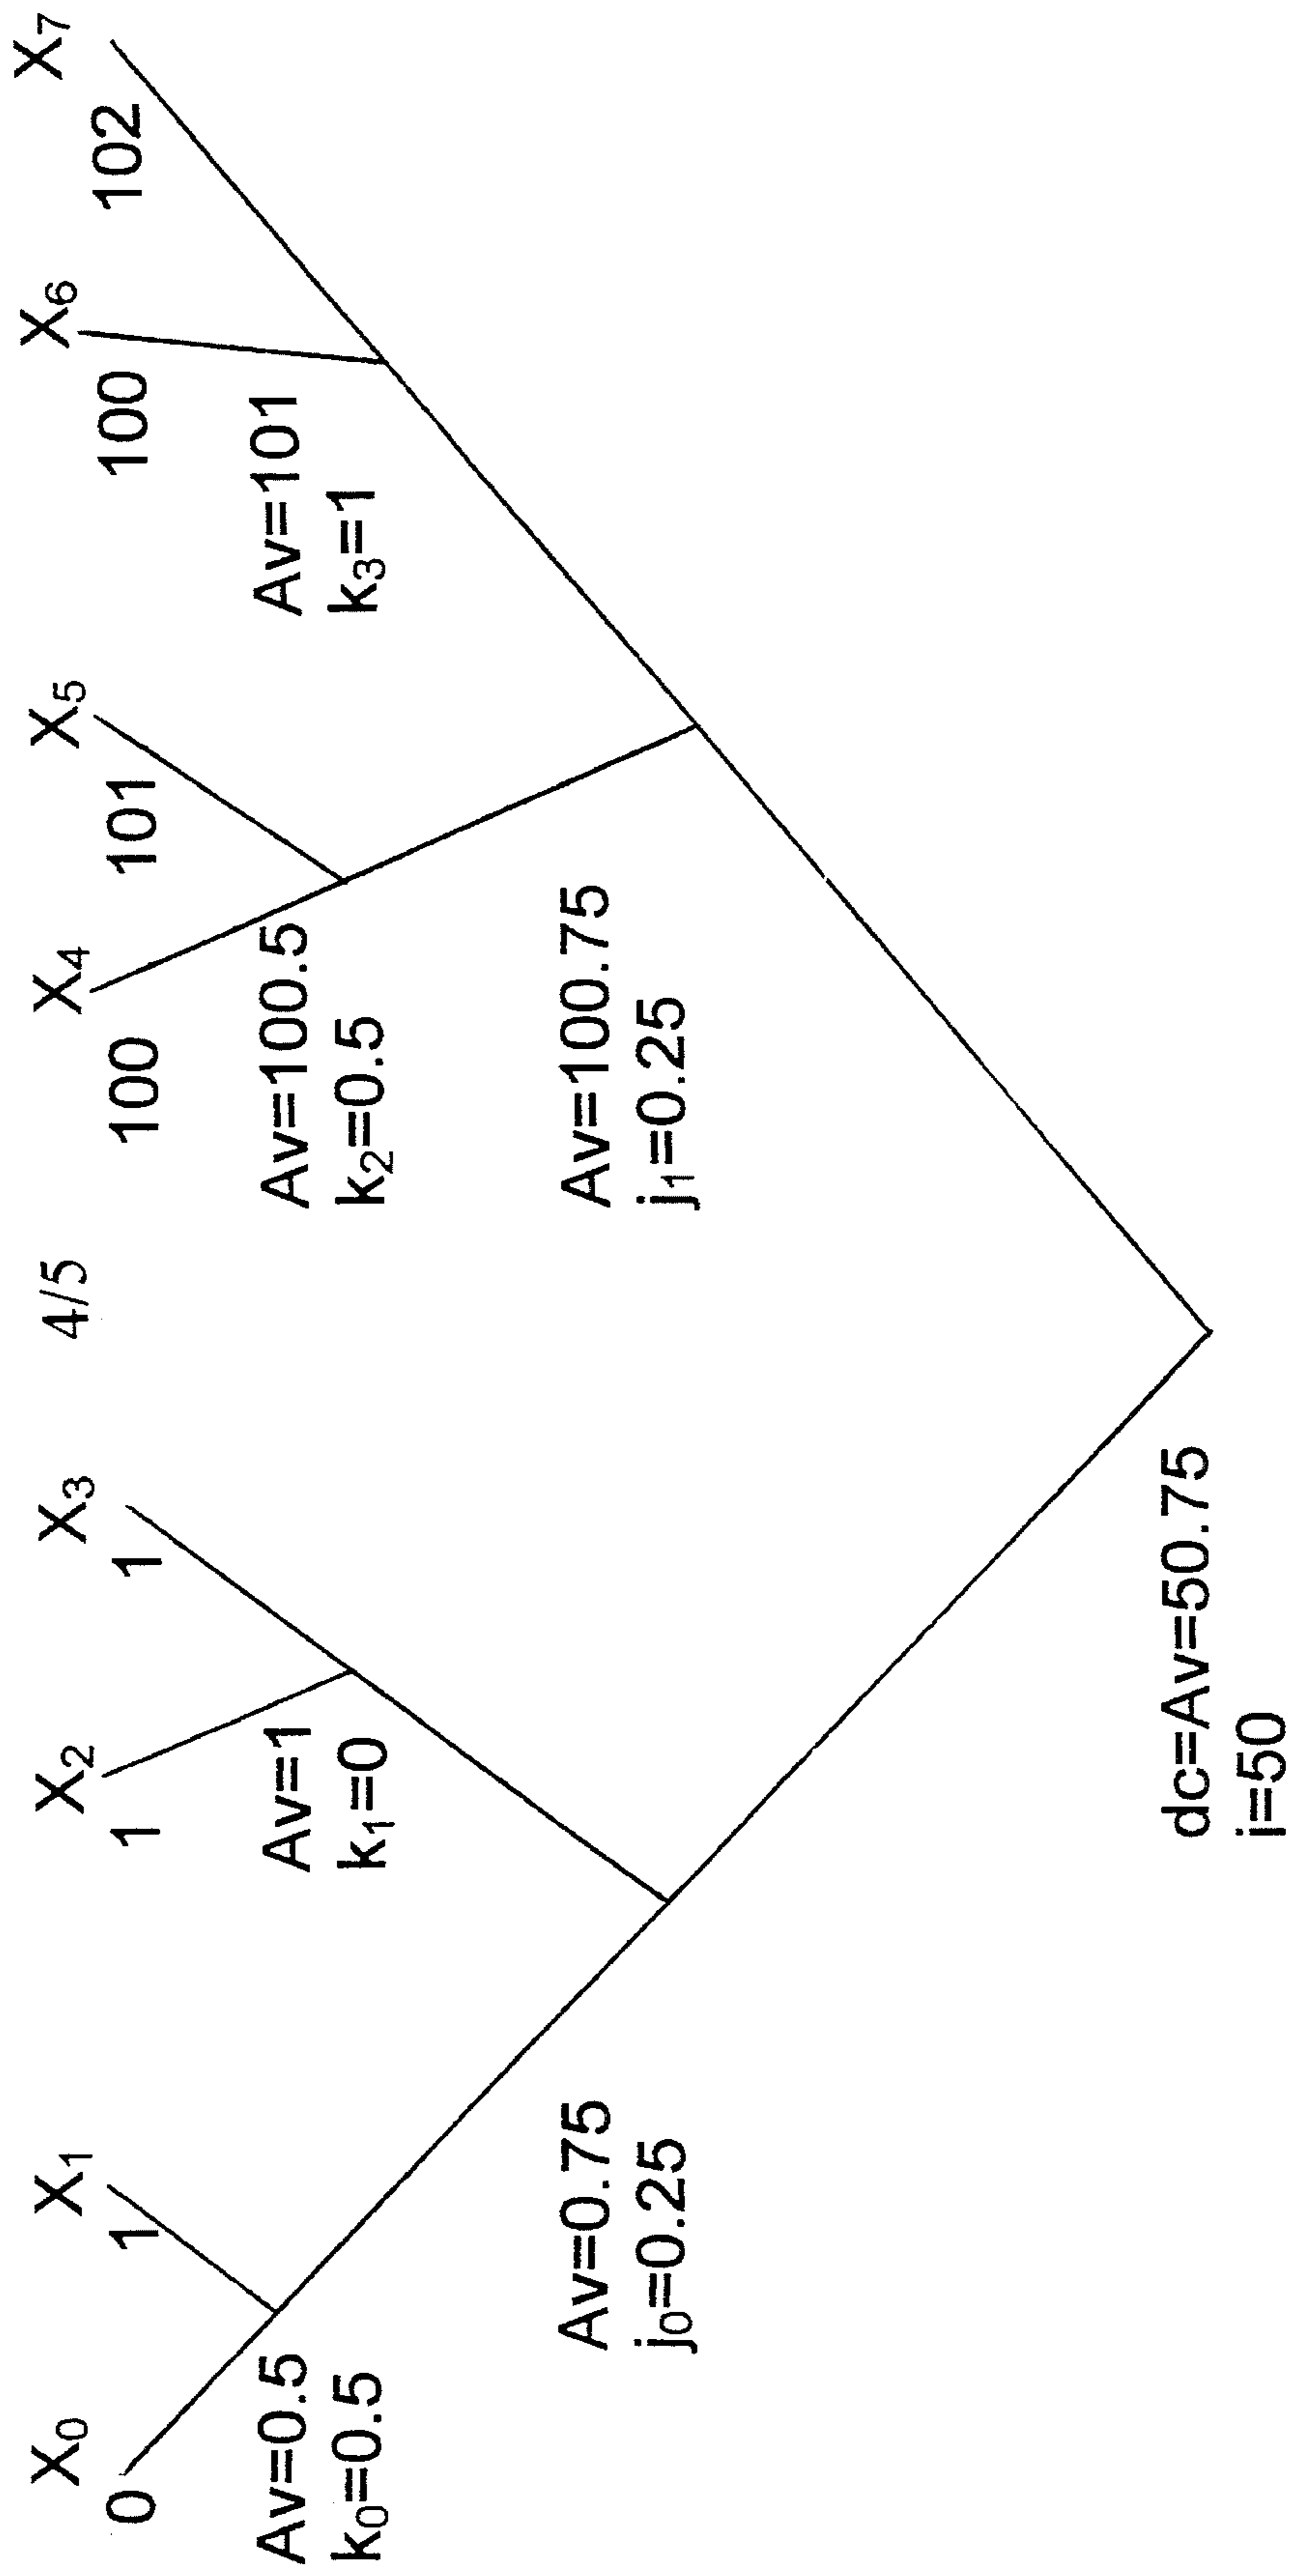 X₀ X₁ X₂ X₃ 4/5 X₄ X₅ X₆ X₇
0 1 1 1 100 101 100 102
Av=0.5
k₀=0.5
Av=1
k₁=0
Av=100.5
k₂=0.5
Av=101
k₃=1
Av=0.75
j₀=0.25
Av=100.75
j₁=0.25
dc=Av=50.75
i=50